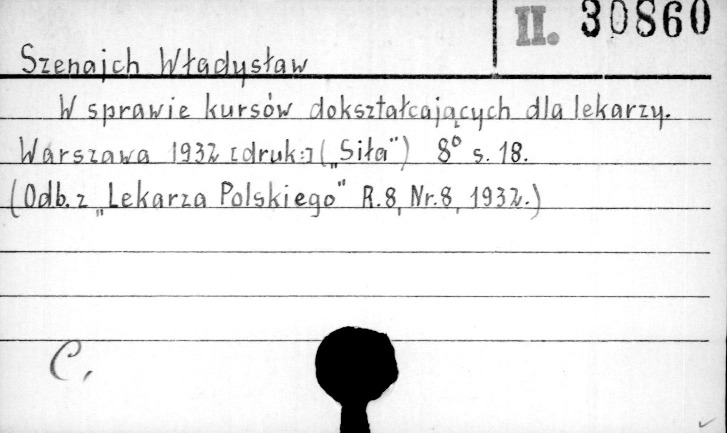 II. 30860
Szenajch Władysław
W sprawie kursów dokształcających dla lekarzy.
Warszawa 1932 [druk:] („Siła") 8° s. 18.
(Odb. z „Lekarza Polskiego" R.8, Nr.8, 1932.)
C.